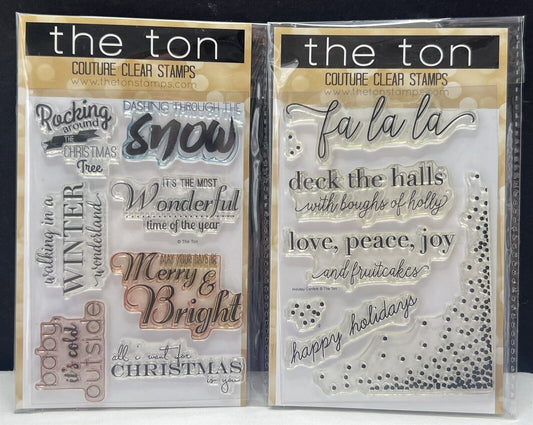 the ton
COUTURE CLEAR STAMPS
www.thetonstamps.com
Rocking
around
THE
CHRISTMAS
Tree
DASHING THROUGH THE
snow
walking in a
WINTER
wonderland
IT'S THE MOST
Wonderful
time of the year
© The Ton
MAY YOUR DAYS BE
Merry &
Bright
baby
it's cold
outside
all i want for
CHRISTMAS
is you
the ton
COUTURE CLEAR STAMPS
www.thetonstamps.com
fa la la
deck the halls
with boughs of holly
love, peace, joy
and fruitcakes
Holiday Confetti © The Ton
happy holidays